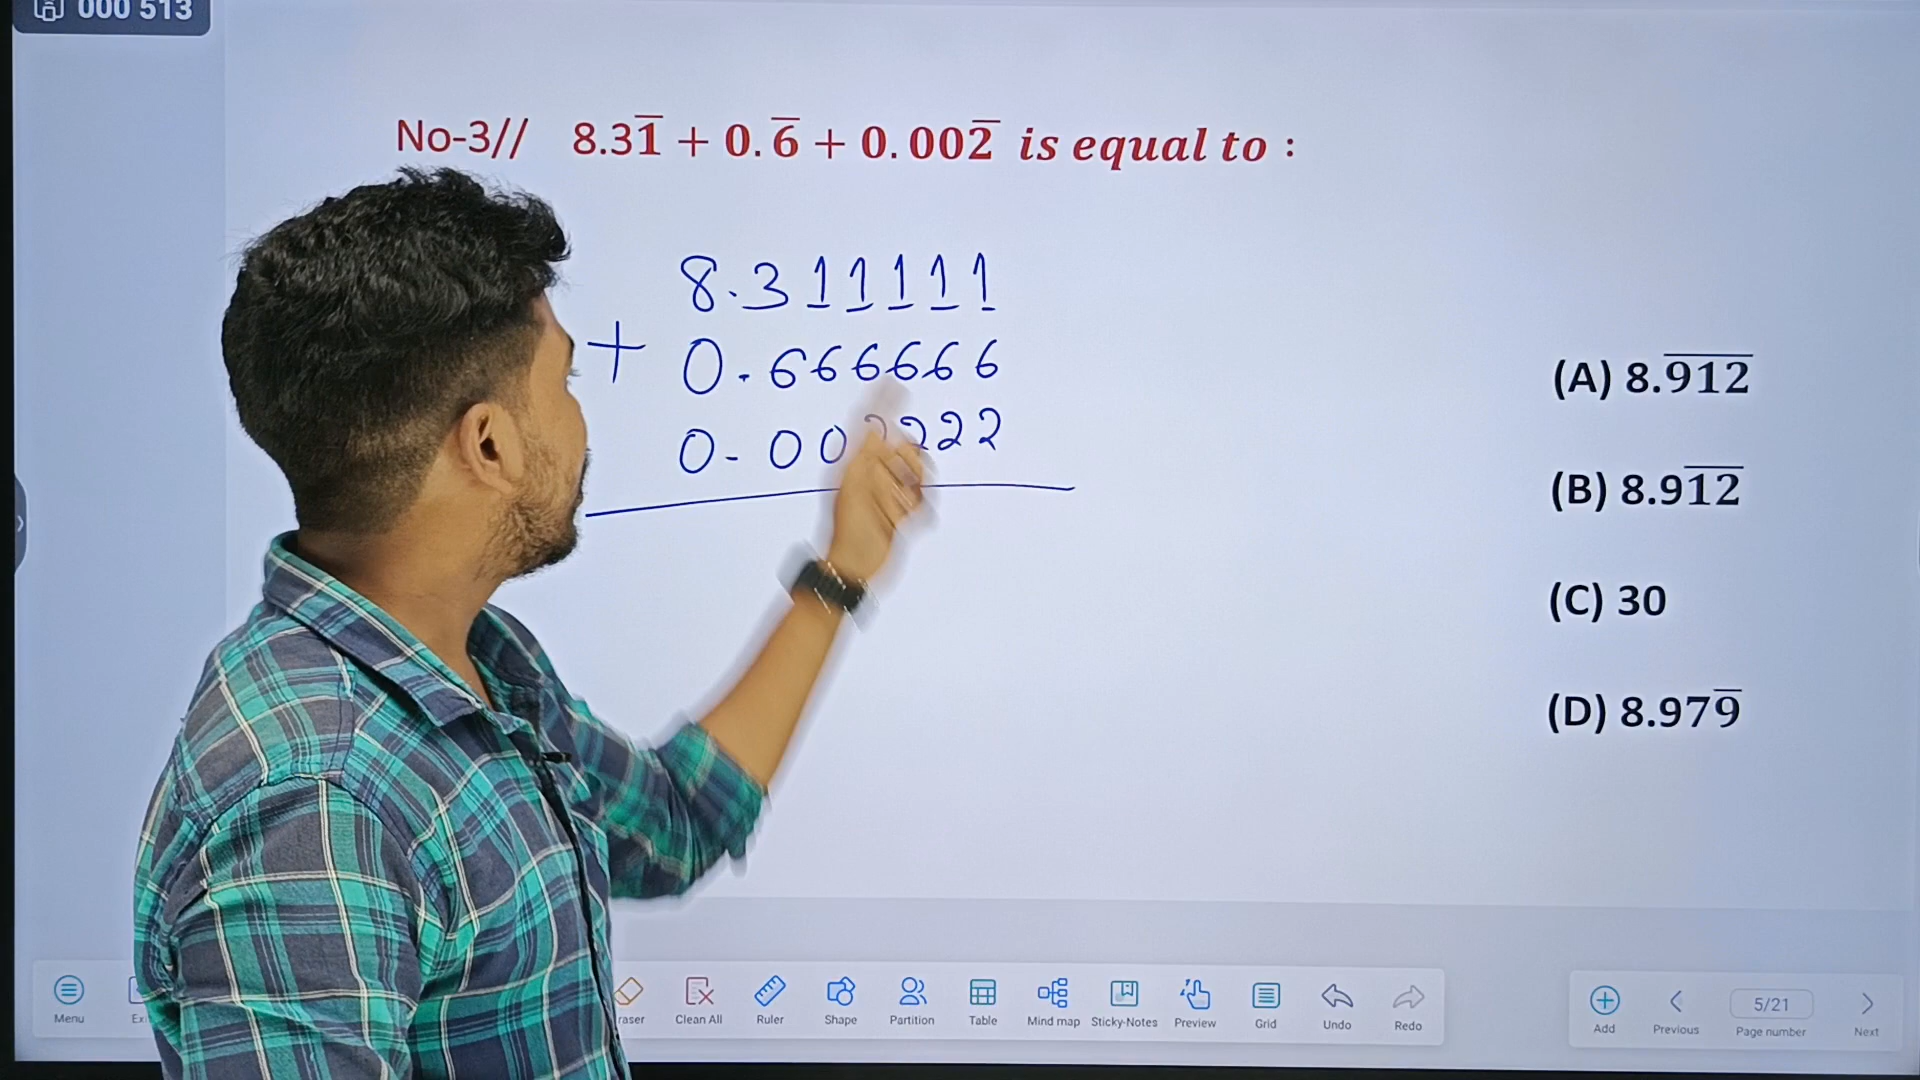 000 513
No-3// 8.31̅ + 0.6̅ + 0.002̅ is equal to :
8.311111
+ 0.666666
0.002222
(A) 8.9̅1̅2̅
(B) 8.91̅2̅
(C) 30
(D) 8.979̅
Menu
raser
Clean All
Ruler
Shape
Partition
Table
Mind map
Sticky-Notes
Preview
Grid
Undo
Redo
Add
Previous
5/21
Page number
Next